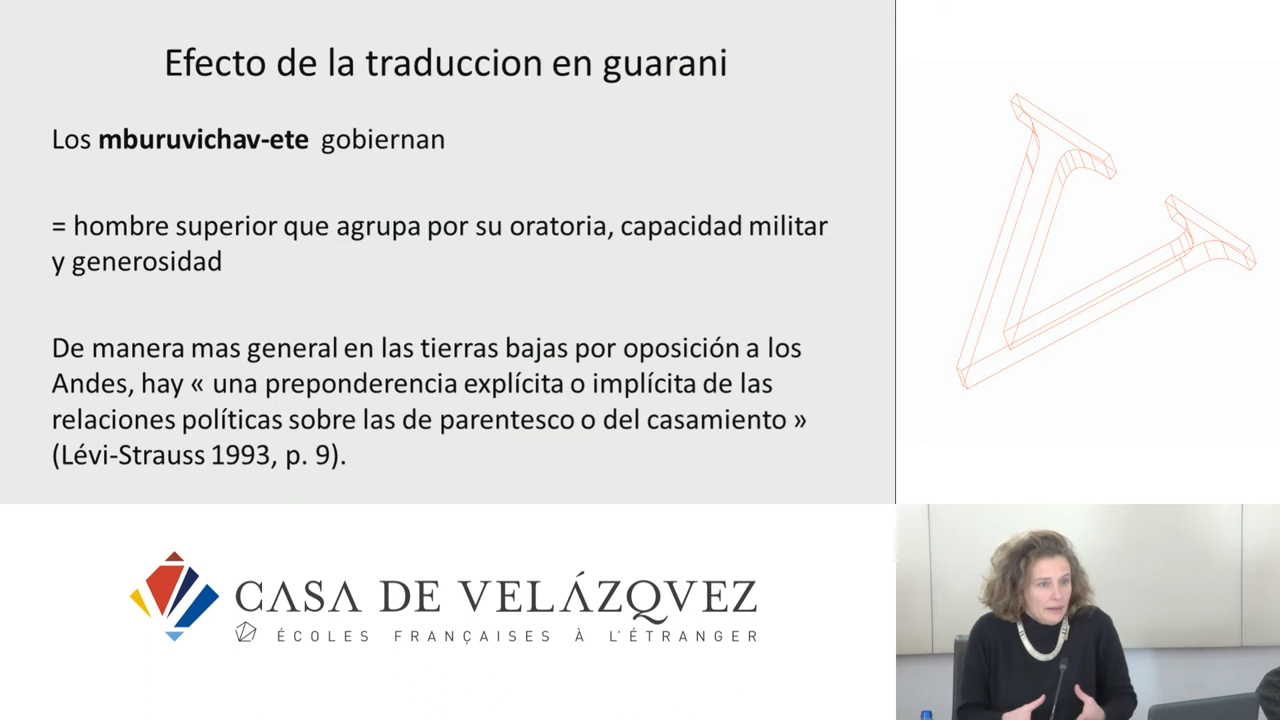 Efecto de la traduccion en guarani
Los mburuvichav-ete gobiernan
= hombre superior que agrupa por su oratoria, capacidad militar
y generosidad
De manera mas general en las tierras bajas por oposición a los
Andes, hay « una preponderencia explícita o implícita de las
relaciones políticas sobre las de parentesco o del casamiento »
(Lévi-Strauss 1993, p. 9).
CASA DE VELÁZQVEZ
ÉCOLES FRANÇAISES À L'ÉTRANGER